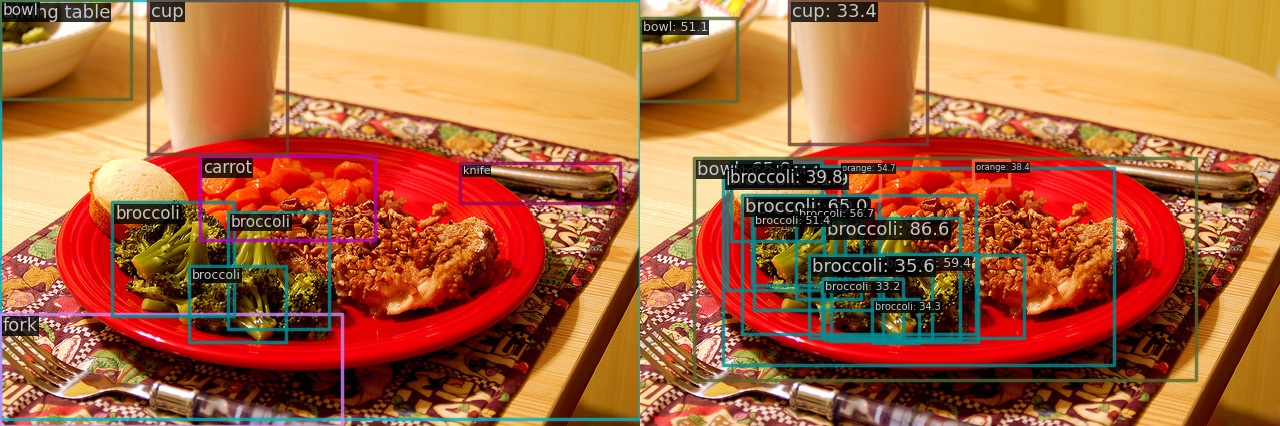 bowl
ng table
cup
carrot
knife
broccoli
broccoli
broccoli
fork
cup: 33.4
bowl: 51.1
orange: 54.7
orange: 38.4
broccoli: 39.8
broccoli: 65.0
broccoli: 56.7
broccoli: 51.4
broccoli: 86.6
broccoli: 35.6
: 59.4
broccoli: 33.2
broccoli: 34.3